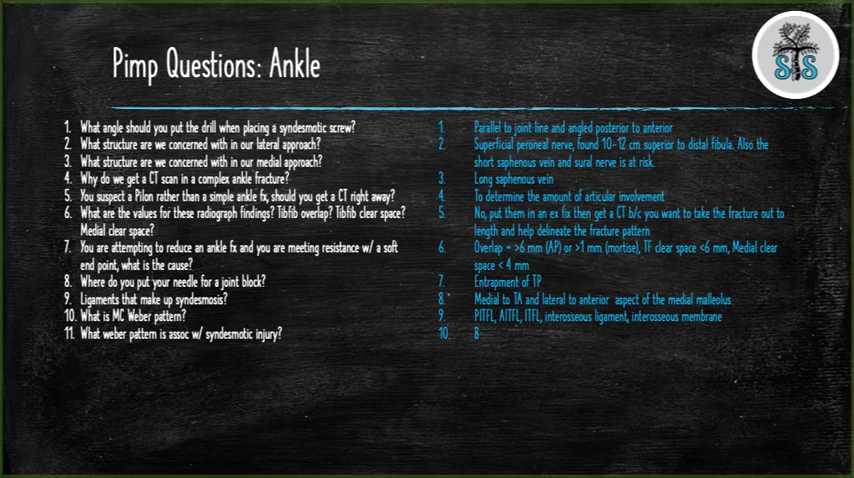 Pimp Questions: Ankle
STS
1. What angle should you put the drill when placing a syndesmotic screw?
2. What structure are we concerned with in our lateral approach?
3. What structure are we concerned with in our medial approach?
4. Why do we get a CT scan in a complex ankle fracture?
5. You suspect a Pilon rather than a simple ankle fx, should you get a CT right away?
6. What are the values for these radiograph findings? Tibfib overlap? Tibfib clear space?
Medial clear space?
7. You are attempting to reduce an ankle fx and you are meeting resistance w/ a soft
end point, what is the cause?
8. Where do you put your needle for a joint block?
9. Ligaments that make up syndesmosis?
10. What is MC Weber pattern?
11. What weber pattern is assoc w/ syndesmotic injury?
1. Parallel to joint line and angled posterior to anterior
2. Superficial peroneal nerve, found 10-12 cm superior to distal fibula. Also the
short saphenous vein and sural nerve is at risk.
3. Long saphenous vein
4. To determine the amount of articular involvement
5. No, put them in an ex fix then get a CT b/c you want to take the fracture out to
length and help delineate the fracture pattern
6. Overlap = >6 mm (AP) or >1 mm (mortise), TF clear space <6 mm, Medial clear
space < 4 mm
7. Entrapment of TP
8. Medial to TA and lateral to anterior aspect of the medial malleolus
9. PITFL, AITFL, ITFL, interosseous ligament, interosseous membrane
10. B